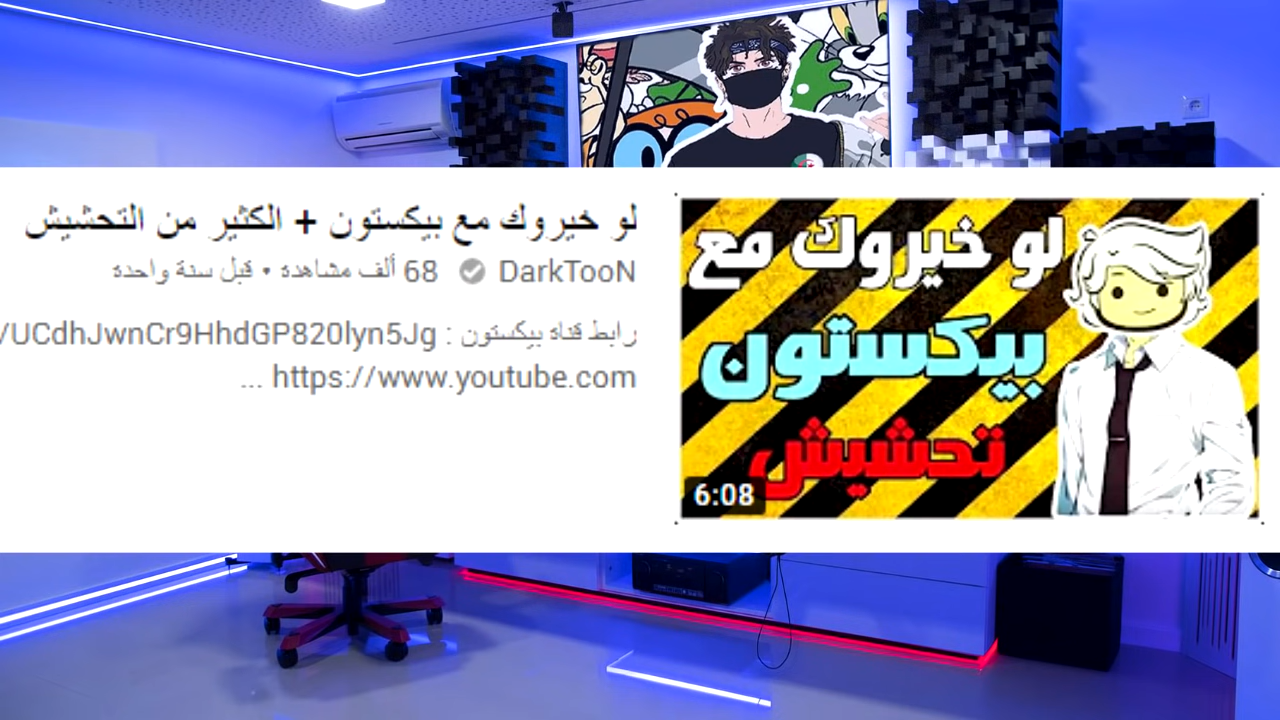 لو خيروك مع بيكستون + الكثير من التحشيش
DarkTooN 68 ألف مشاهده • قبل سنة واحده
رابط قناه بيكستون : /UCdhJwnCr9HhdGP820lyn5Jg
https://www.youtube.com ...
لو خيروك مع
بيكستون
تحشيش
6:08